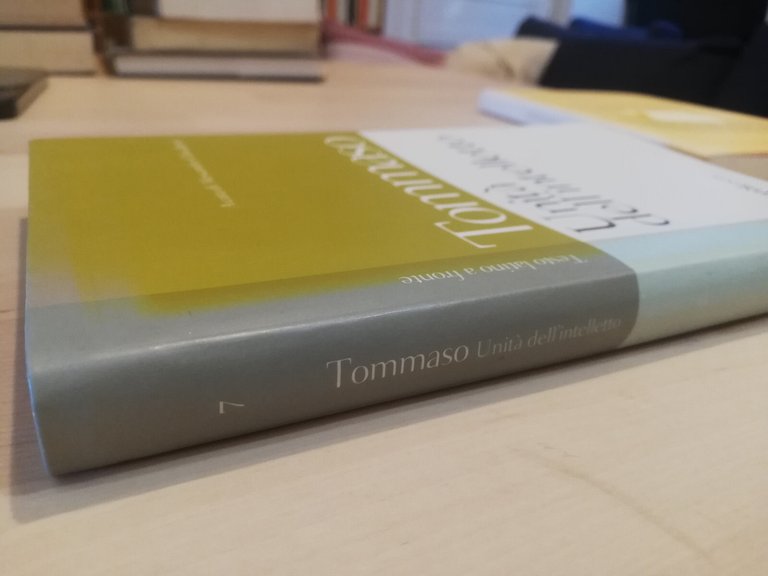 Tommaso
Unità
dell'intelletto
Testo latino a fronte
Tommaso Unità dell'intelletto
7